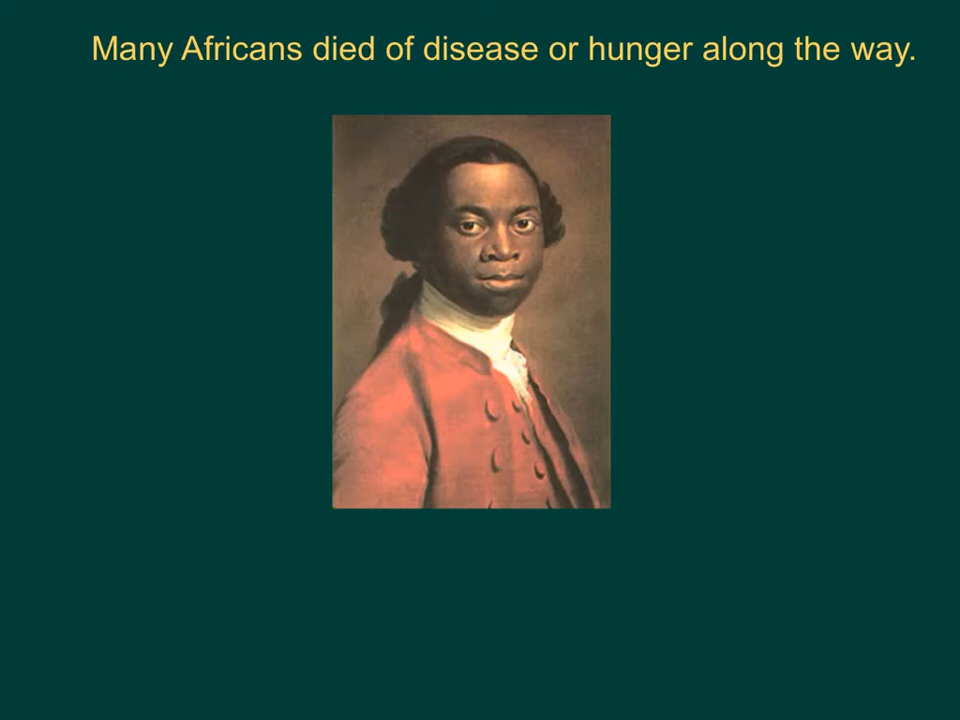 Many Africans died of disease or hunger along the way.